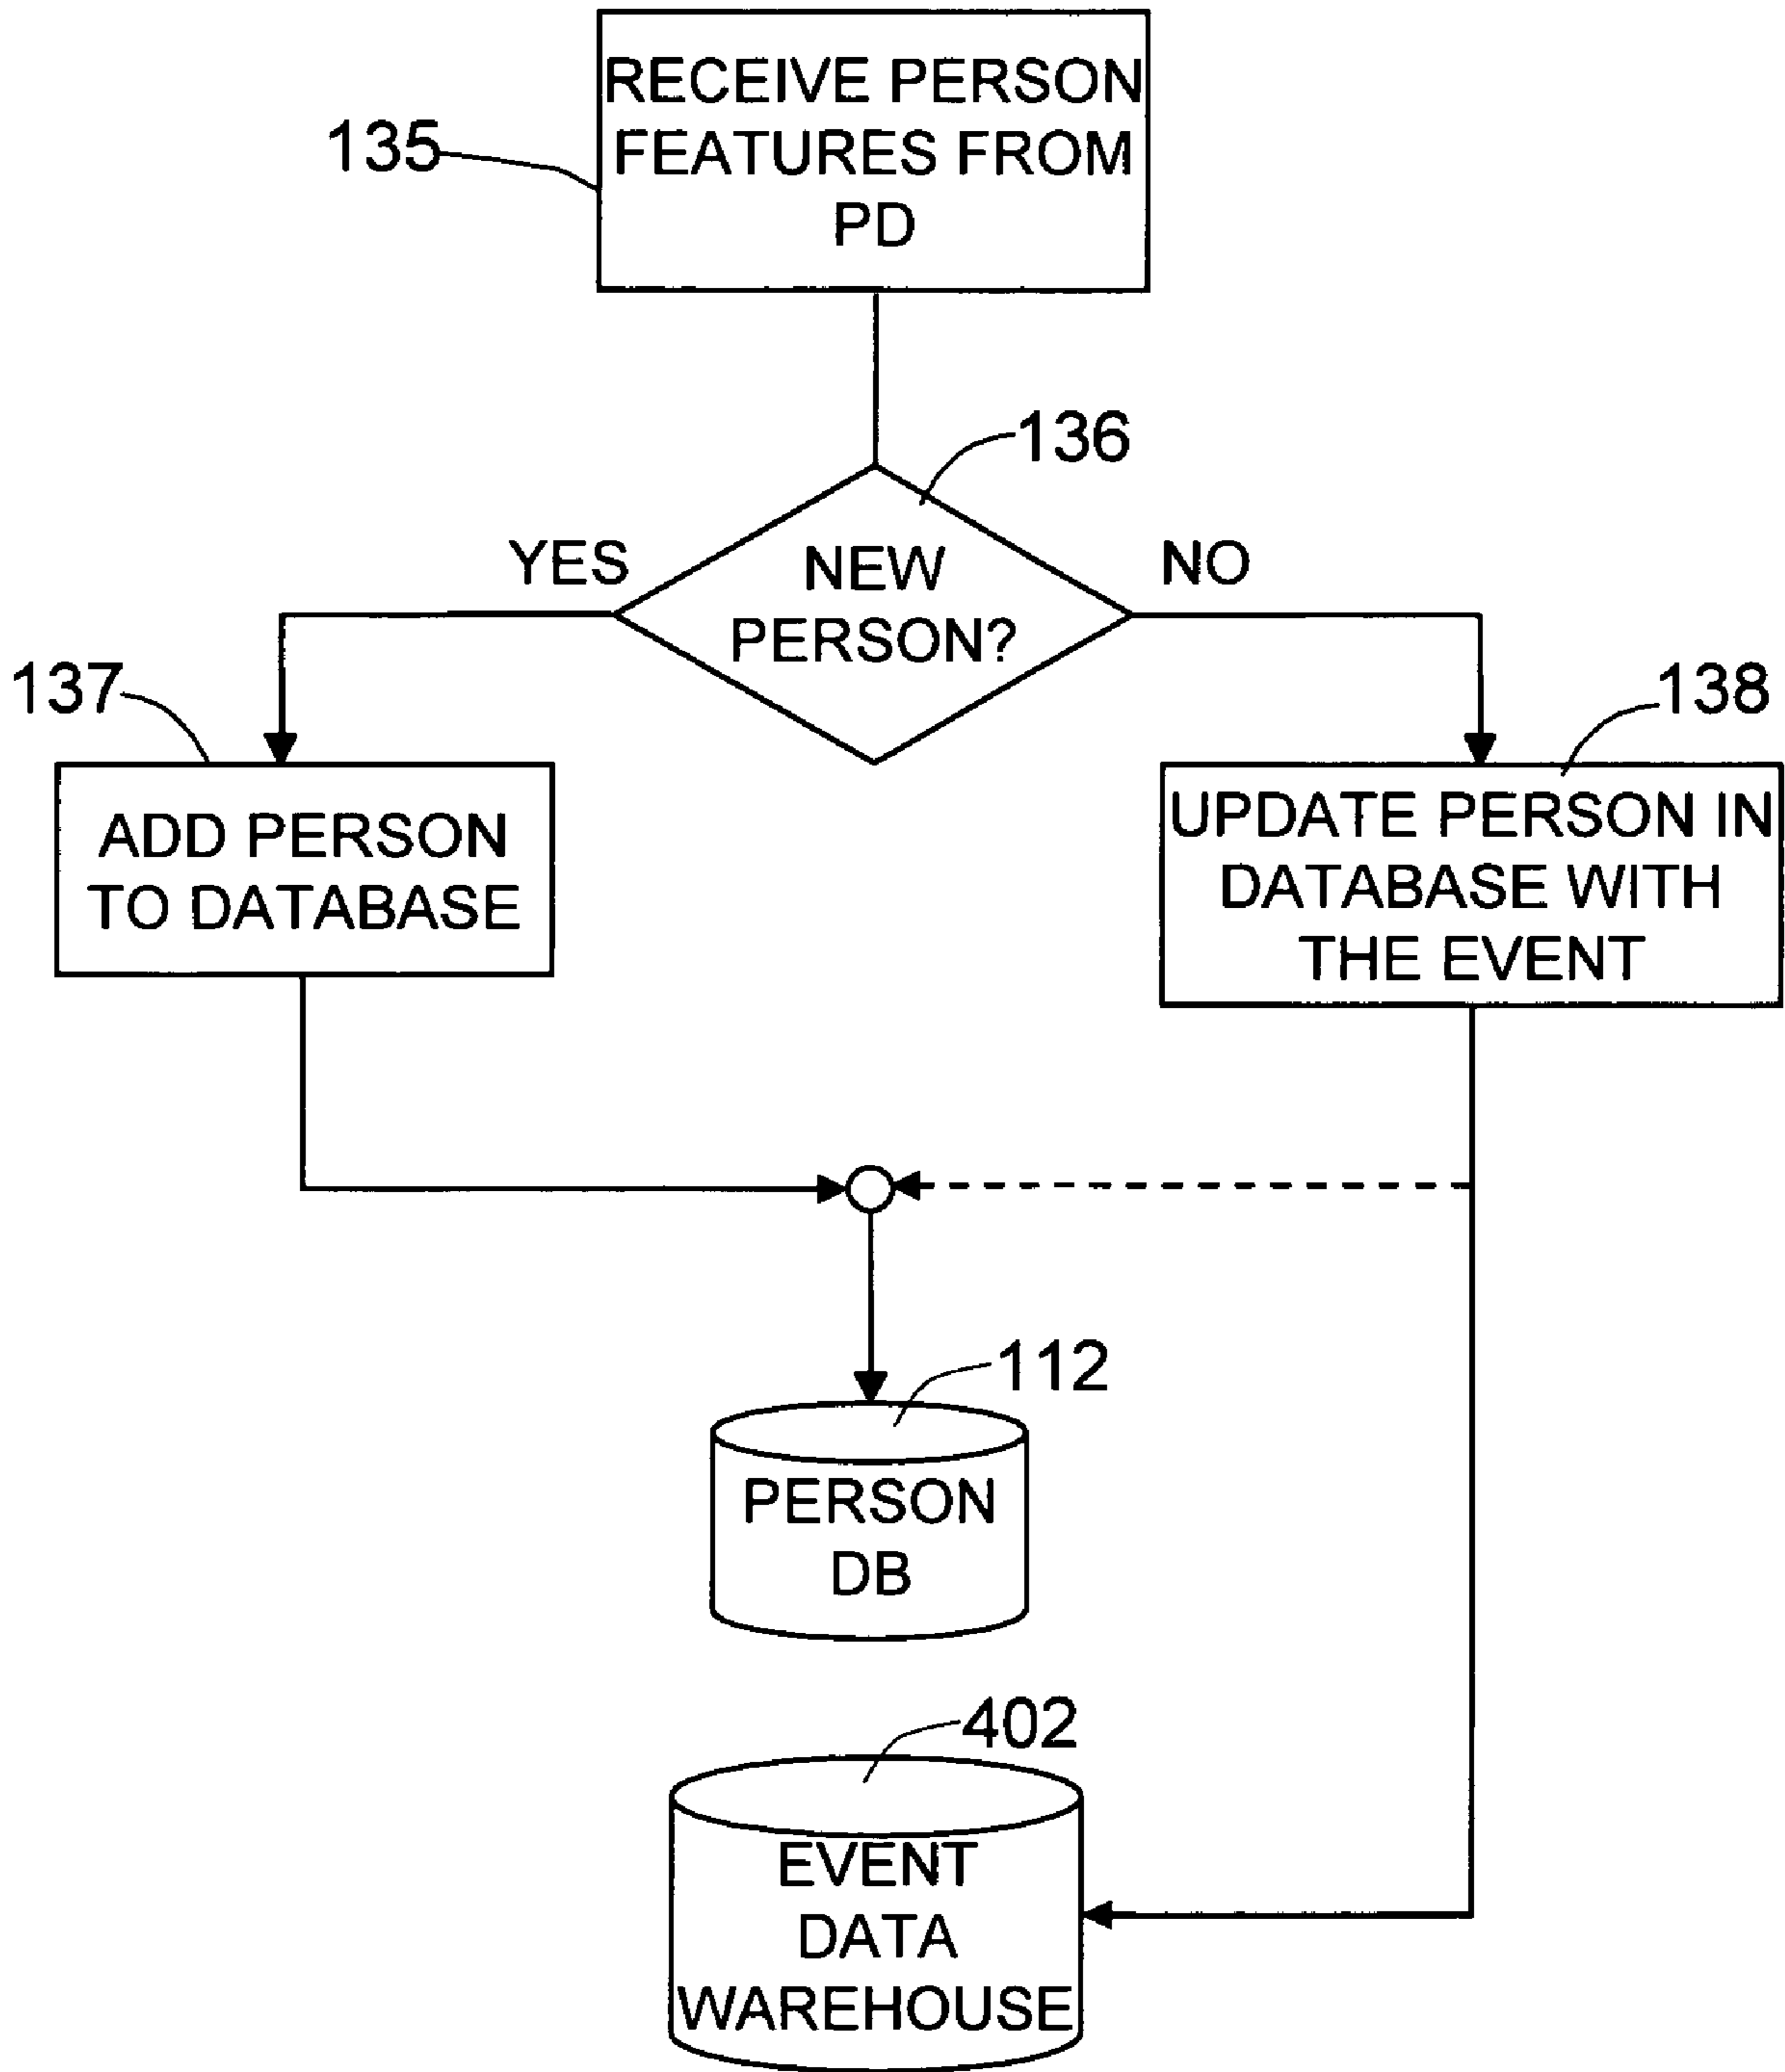 RECEIVE PERSON
FEATURES FROM
PD
135
136
YES
NEW
PERSON?
NO
137
138
ADD PERSON
TO DATABASE
UPDATE PERSON IN
DATABASE WITH
THE EVENT
112
PERSON
DB
402
EVENT
DATA
WAREHOUSE